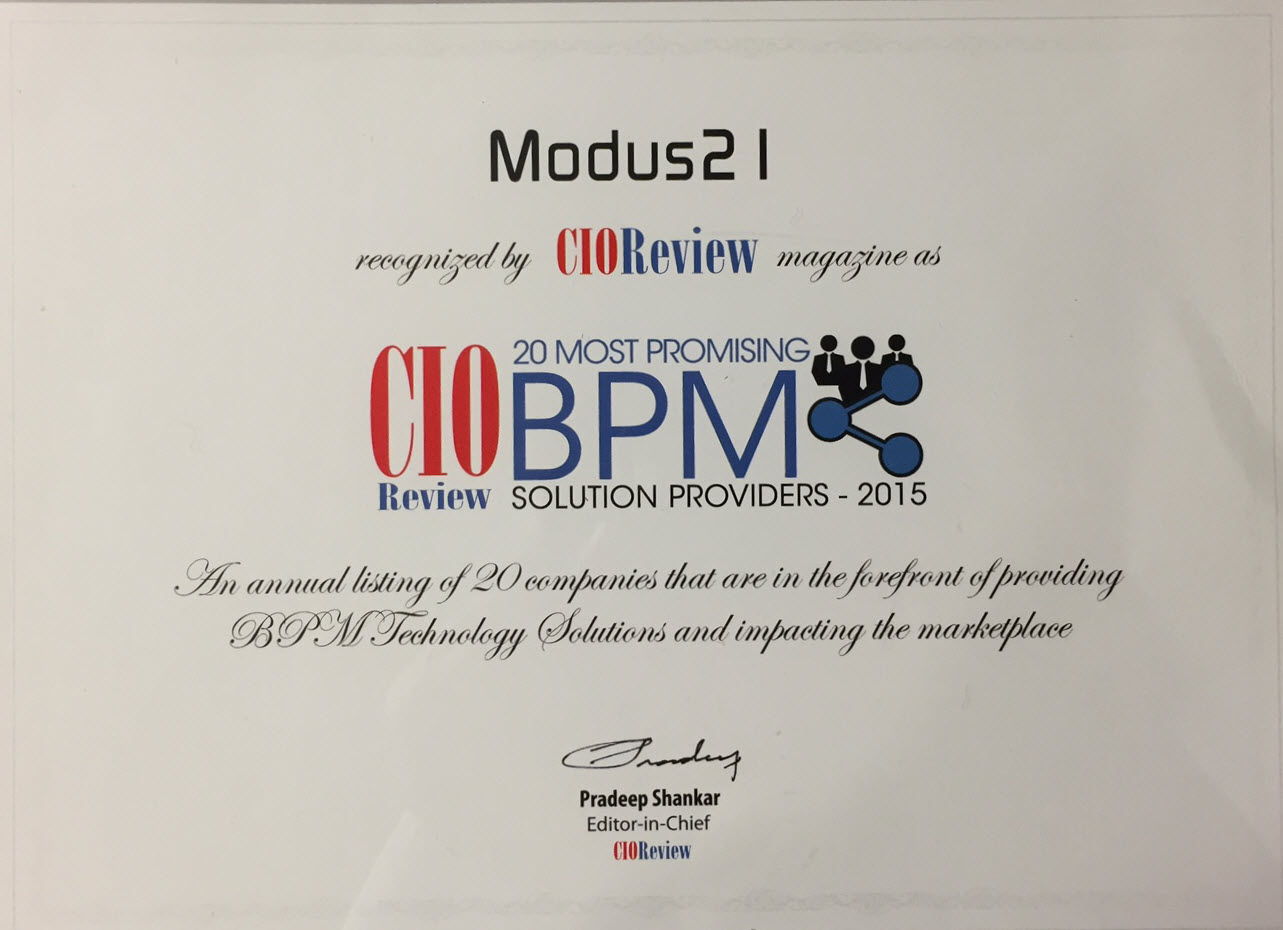 Modus21
recognized by CIOReview magazine as
CIO Review
20 MOST PROMISING
BPM
SOLUTION PROVIDERS - 2015
An annual listing of 20 companies that are in the forefront of providing
BPM Technology Solutions and impacting the marketplace
Pradeep
Pradeep Shankar
Editor-in-Chief
CIOReview